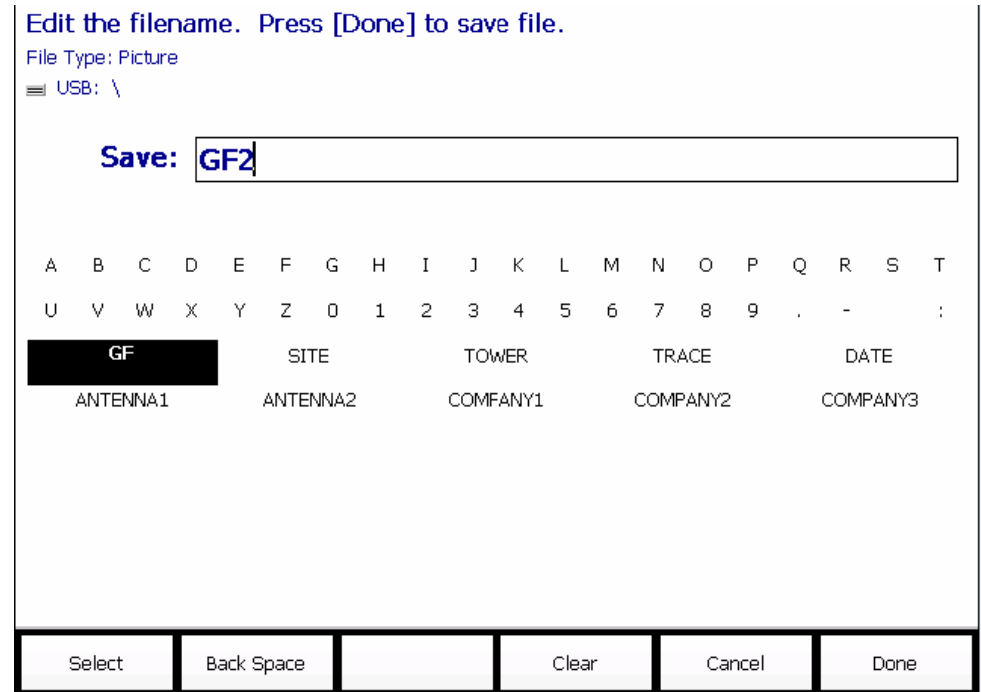 Edit the filename. Press [Done] to save file.
File Type: Picture
USB: \
Save: GF2
A B C D E F G H I J K L M N O P Q R S T
U V W X Y Z 0 1 2 3 4 5 6 7 8 9 . - :
GF SITE TOWER TRACE DATE
ANTENNA1 ANTENNA2 COMFANY1 COMPANY2 COMPANY3
Select Back Space Clear Cancel Done